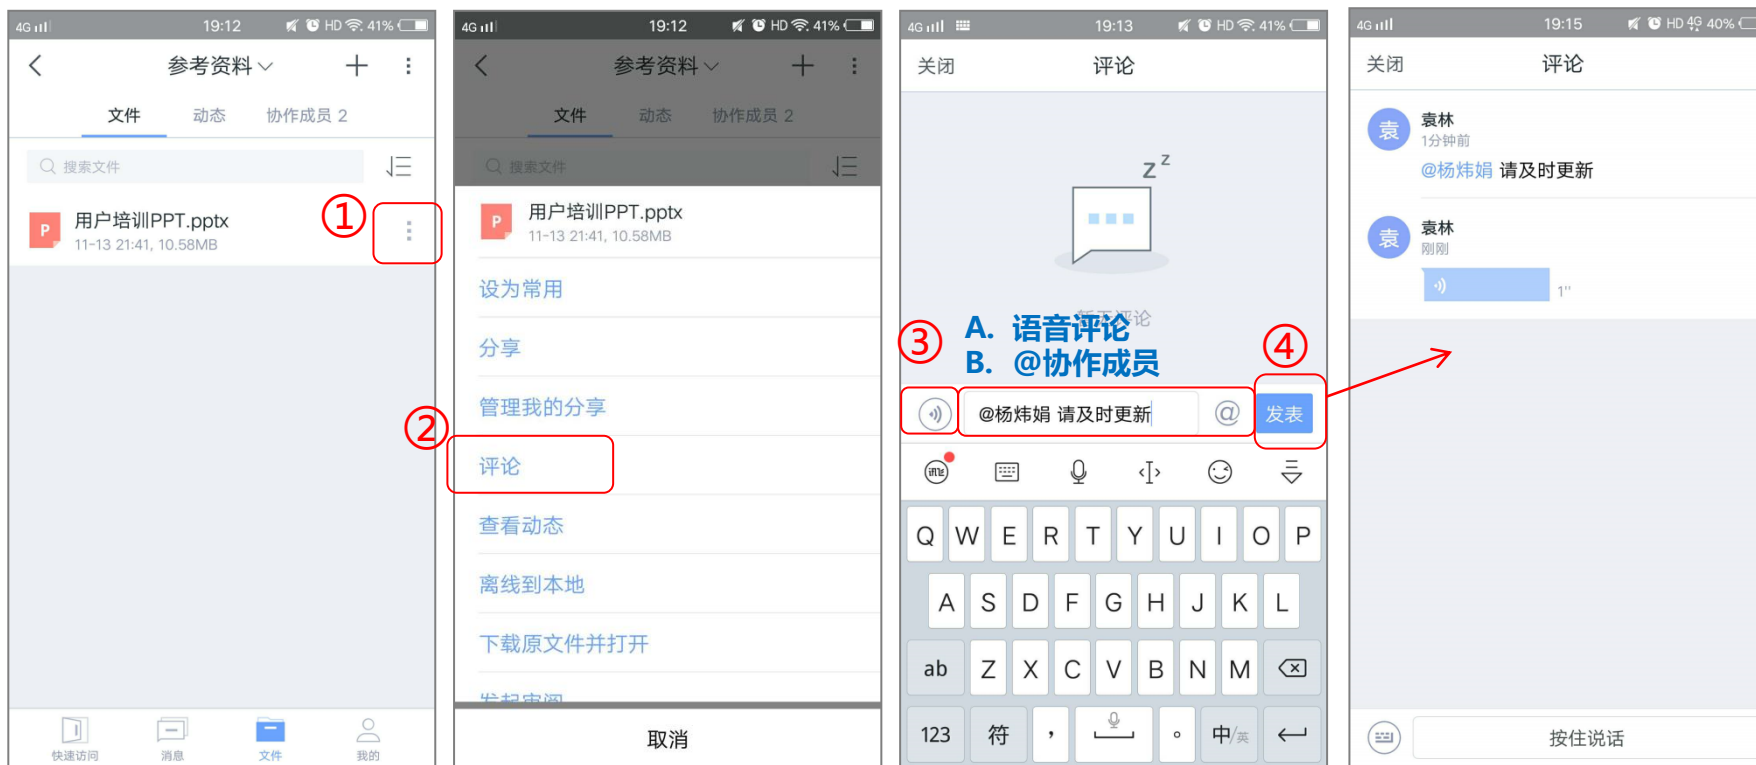 4G 19:12 HD 41%
参考资料
文件 动态 协作成员 2
搜索文件
①
P 用户培训PPT.pptx
11-13 21:41, 10.58MB
快速访问 消息 文件 我的
4G 19:12 HD 41%
参考资料
文件 动态 协作成员 2
搜索文件
P 用户培训PPT.pptx
11-13 21:41, 10.58MB
设为常用
分享
管理我的分享
②
评论
查看动态
离线到本地
下载原文件并打开
发起审阅
取消
4G 19:13 HD 41%
关闭 评论
z z
暂无评论
③
A. 语音评论
B. @协作成员
④
@杨炜娟 请及时更新 @ 发表
Q W E R T Y U I O P
A S D F G H J K L
ab Z X C V B N M
123 符 ， 。 中/英
4G 19:15 HD 4G 40%
关闭 评论
袁 袁林
1分钟前
@杨炜娟 请及时更新
袁 袁林
刚刚
1''
按住说话